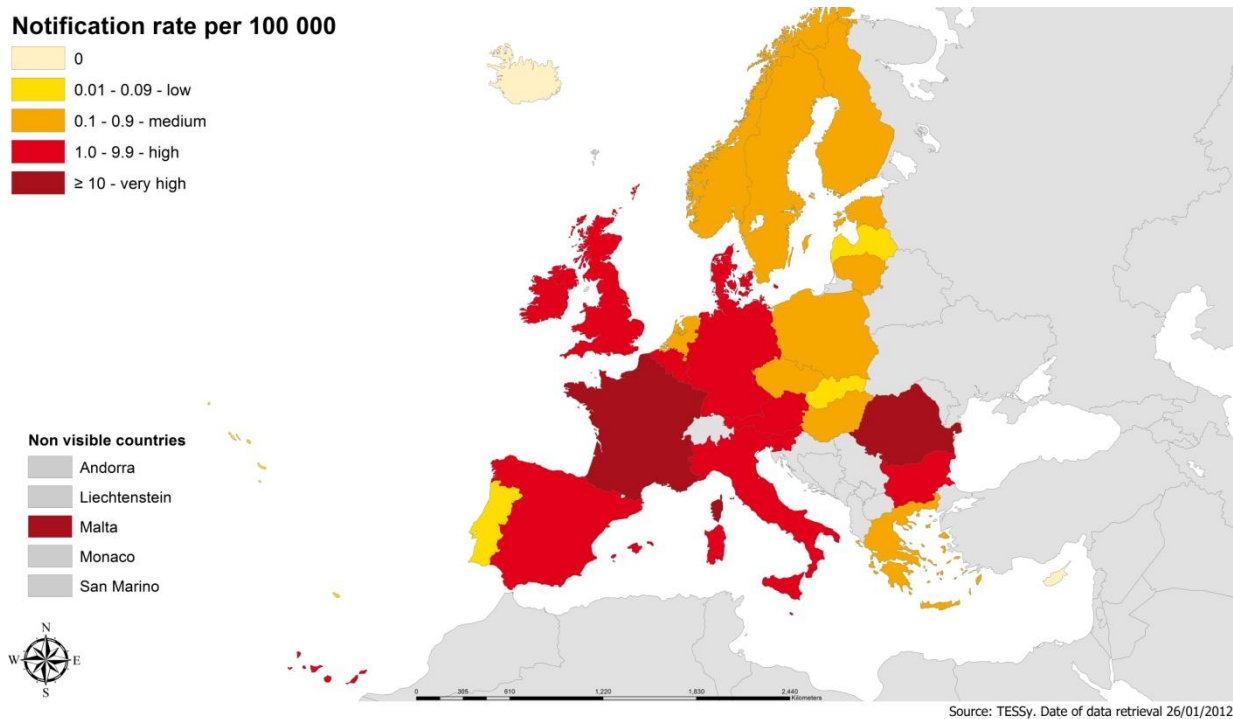 Notification rate per 100 000
0
0.01 - 0.09 - low
0.1 - 0.9 - medium
1.0 - 9.9 - high
≥ 10 - very high
Non visible countries
Andorra
Liechtenstein
Malta
Monaco
San Marino
N
W E
S
0 305 610 1,220 1,830 2,440
Kilometers
Source: TESSy. Date of data retrieval 26/01/2012